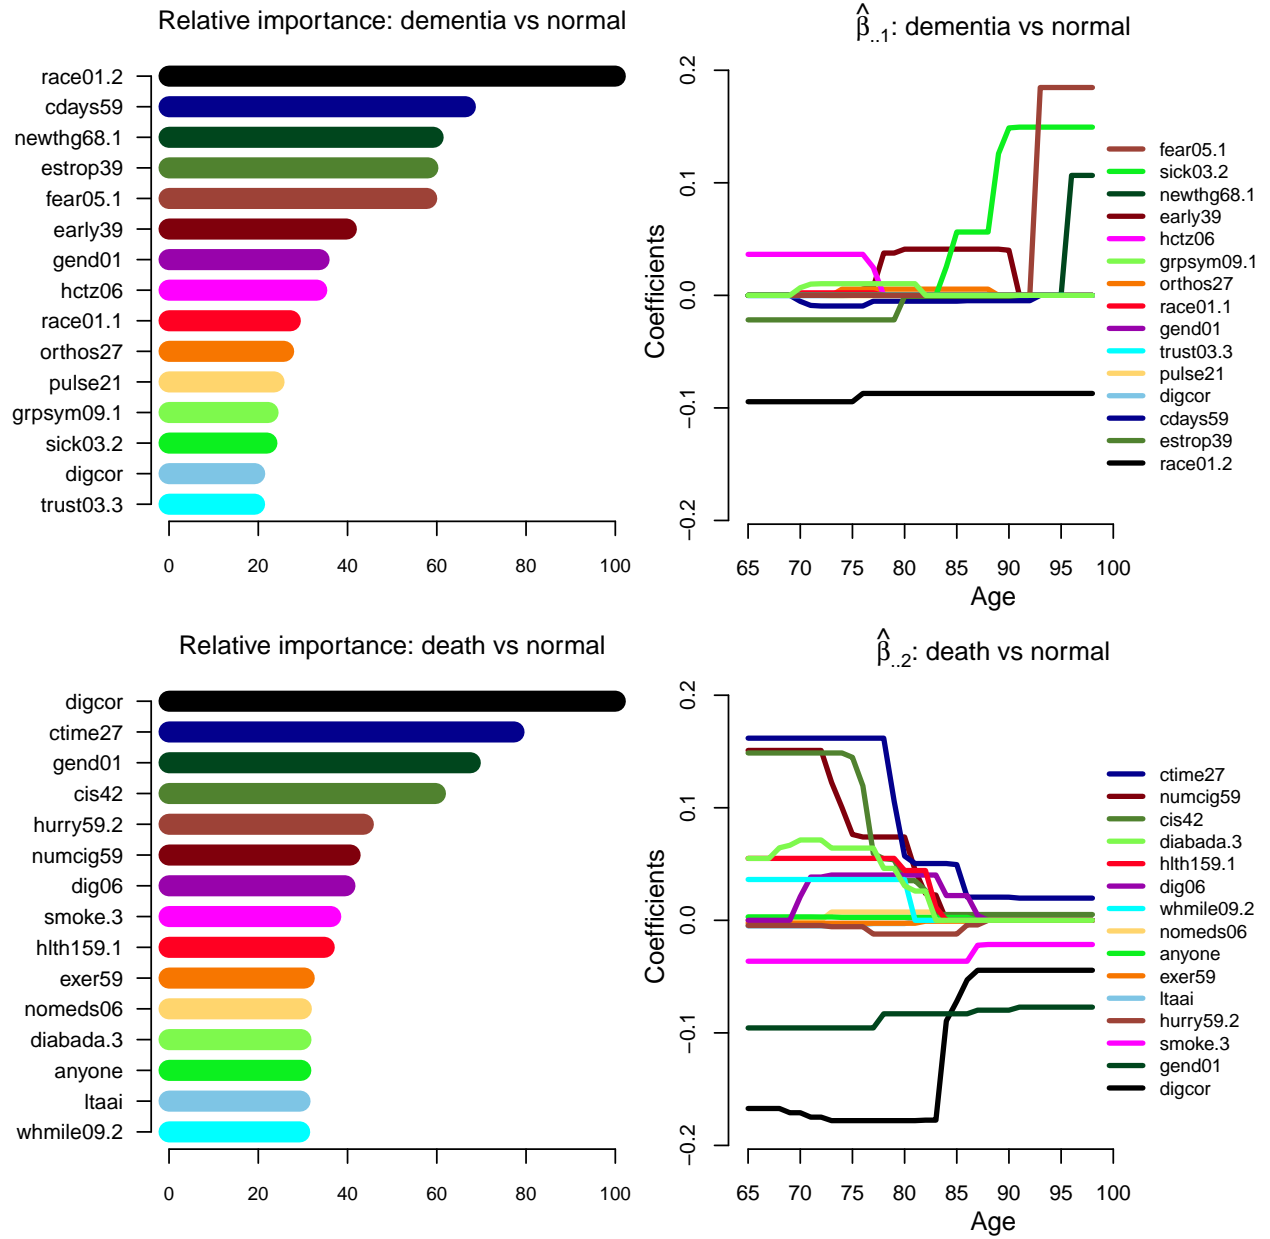 Relative importance: dementia vs normal
race01.2
cdays59
newthg68.1
estrop39
fear05.1
early39
gend01
hctz06
race01.1
orthos27
pulse21
grpsym09.1
sick03.2
digcor
trust03.3
0 20 40 60 80 100
β̂..1: dementia vs normal
Coefficients
0.2
0.1
0.0
−0.1
−0.2
65 70 75 80 85 90 95 100
Age
fear05.1
sick03.2
newthg68.1
early39
hctz06
grpsym09.1
orthos27
race01.1
gend01
trust03.3
pulse21
digcor
cdays59
estrop39
race01.2
Relative importance: death vs normal
digcor
ctime27
gend01
cis42
hurry59.2
numcig59
dig06
smoke.3
hlth159.1
exer59
nomeds06
diabada.3
anyone
ltaai
whmile09.2
0 20 40 60 80 100
β̂..2: death vs normal
Coefficients
0.2
0.1
0.0
−0.1
−0.2
65 70 75 80 85 90 95 100
Age
ctime27
numcig59
cis42
diabada.3
hlth159.1
dig06
whmile09.2
nomeds06
anyone
exer59
ltaai
hurry59.2
smoke.3
gend01
digcor